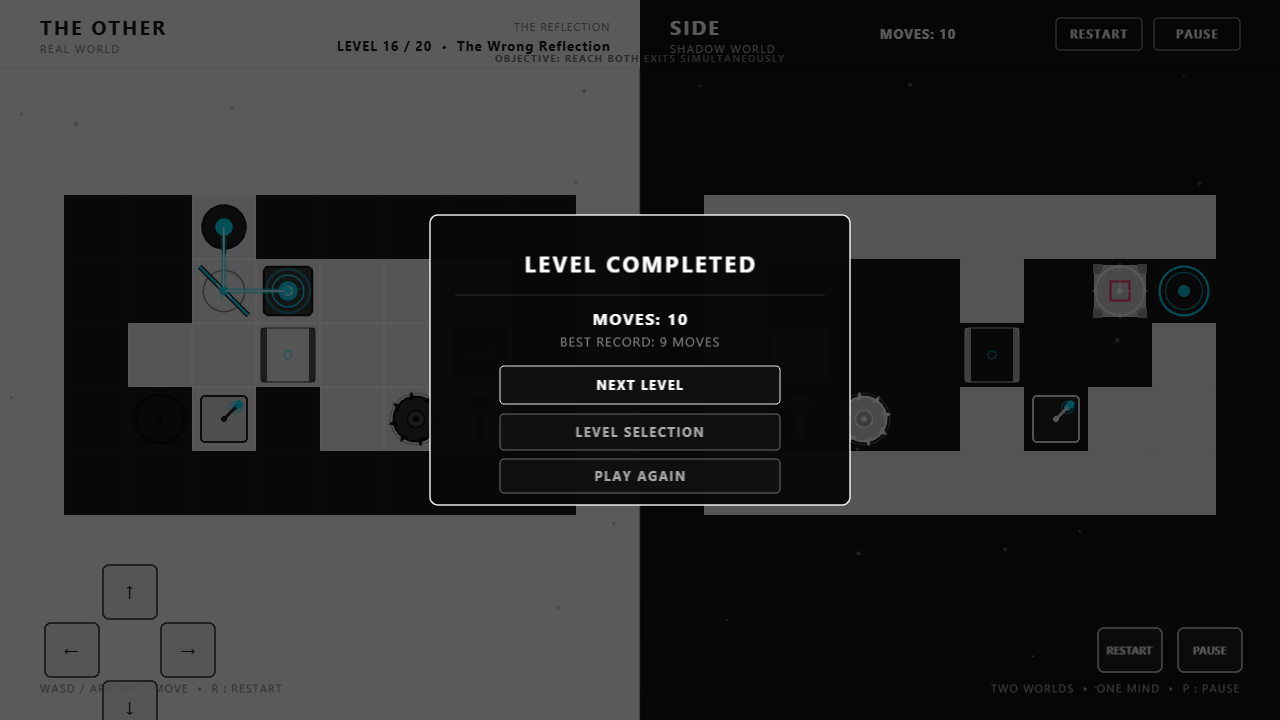 THE OTHER
REAL WORLD
THE REFLECTION
LEVEL 16 / 20 • The Wrong Reflection
SIDE
SHADOW WORLD
OBJECTIVE: REACH BOTH EXITS SIMULTANEOUSLY
MOVES: 10
RESTART
PAUSE
LEVEL COMPLETED
MOVES: 10
BEST RECORD: 9 MOVES
NEXT LEVEL
LEVEL SELECTION
PLAY AGAIN
↑
← →
↓
WASD / MOVE • R : RESTART
RESTART
PAUSE
TWO WORLDS • ONE MIND • P : PAUSE